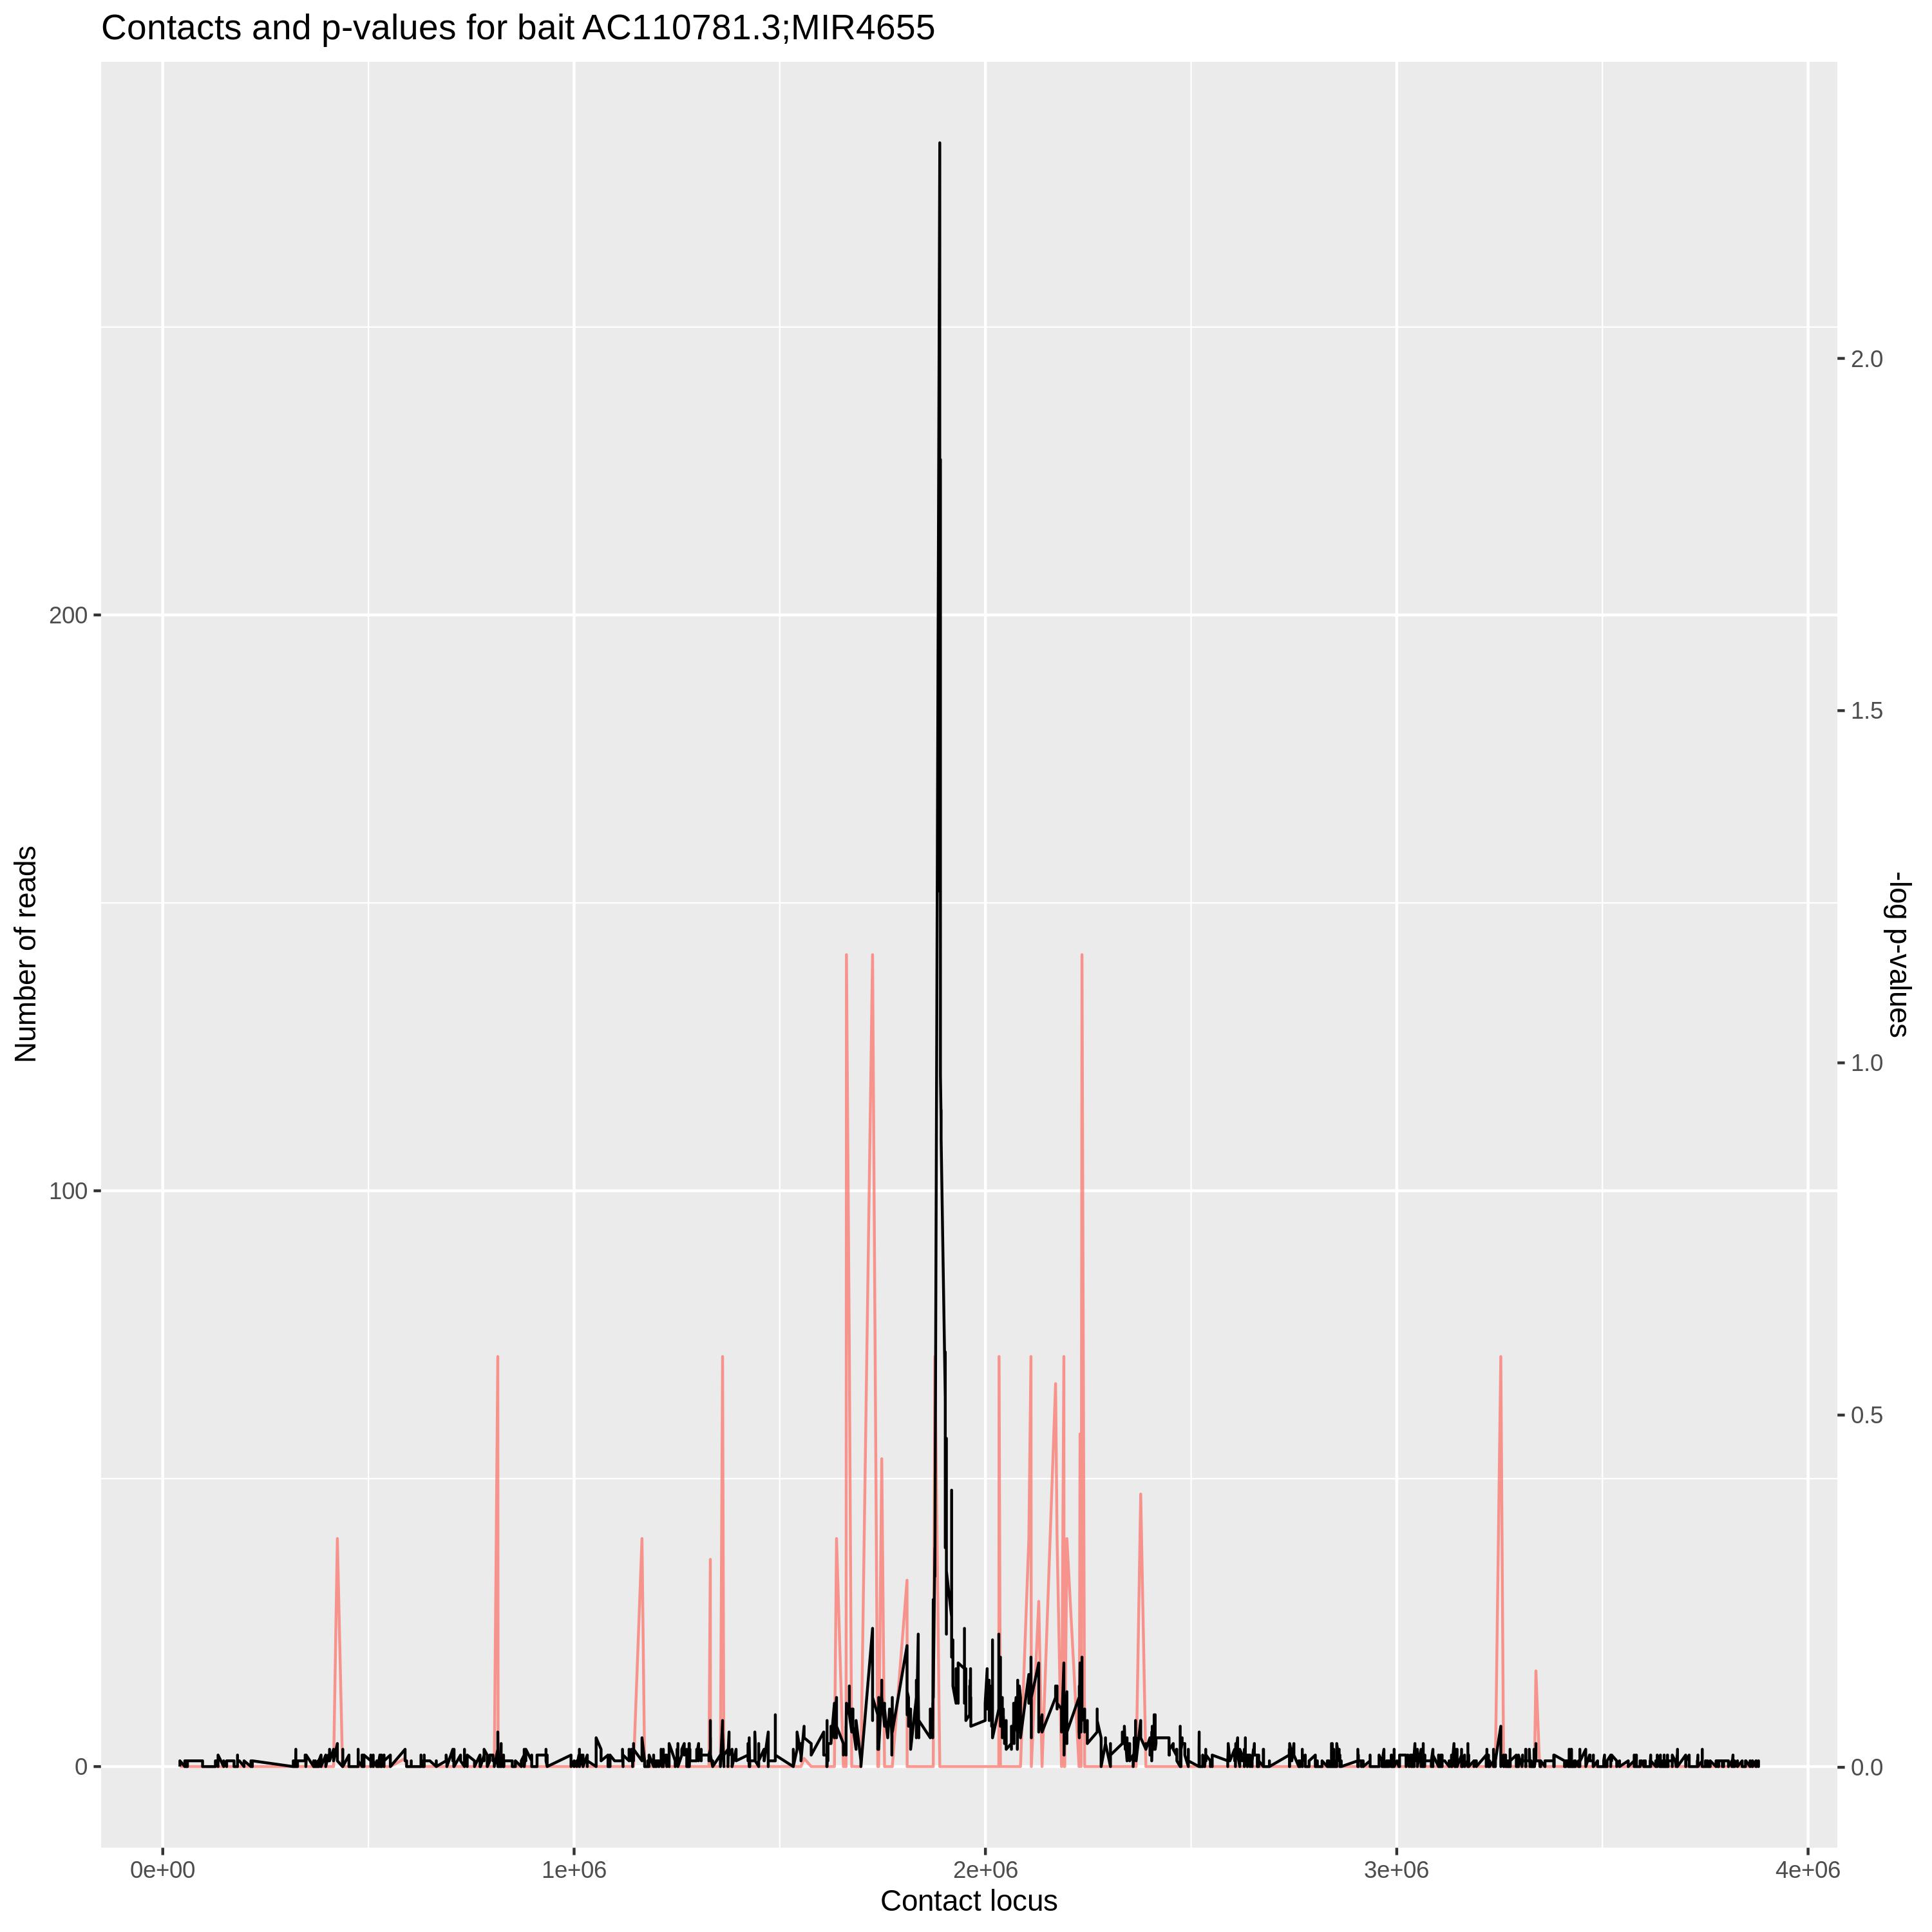 Contacts and p-values for bait AC110781.3;MIR4655
Number of reads
200
100
0
2.0
1.5
1.0
0.5
0.0
-log p-values
0e+00
1e+06
2e+06
3e+06
4e+06
Contact locus